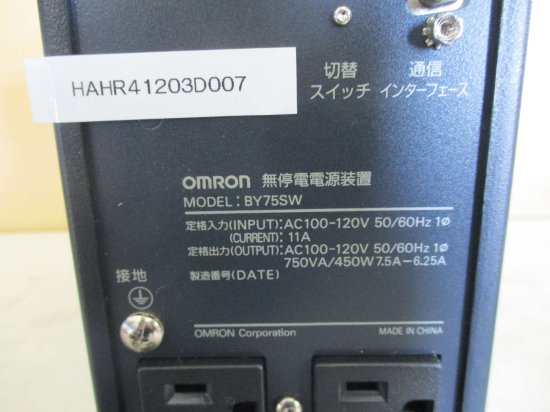 HAHR41203D007
切替
スイッチ
通信
インターフェース
OMRON 無停電電源装置
MODEL: BY75SW
定格入力(INPUT): AC100-120V 50/60Hz 1ø
(CURRENT): 11A
定格出力(OUTPUT): AC100-120V 50/60Hz 1ø
750VA/450W 7.5A-6.25A
製造番号(DATE)
接地
OMRON Corporation
MADE IN CHINA